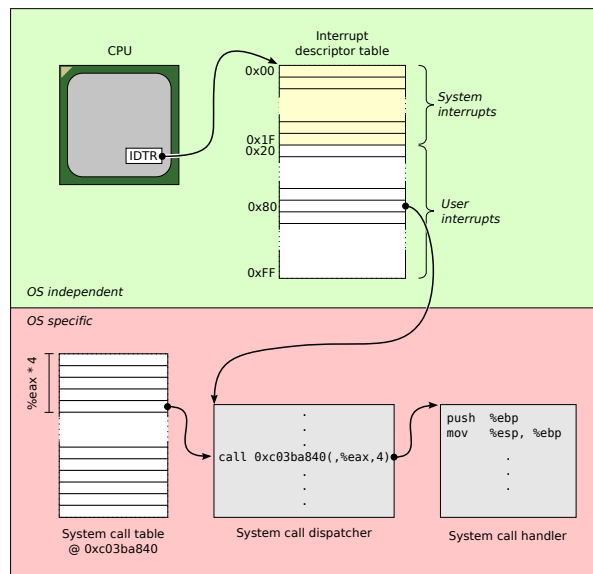 CPU
Interrupt
descriptor table
0x00
System
interrupts
IDTR
0x1F
0x20
0x80
User
interrupts
0xFF
OS independent
OS specific
%eax * 4
push %ebp
mov %esp, %ebp
.
.
.
.
.
.
call 0xc03ba840(,%eax,4)
.
.
.
System call table
@ 0xc03ba840
System call dispatcher
System call handler